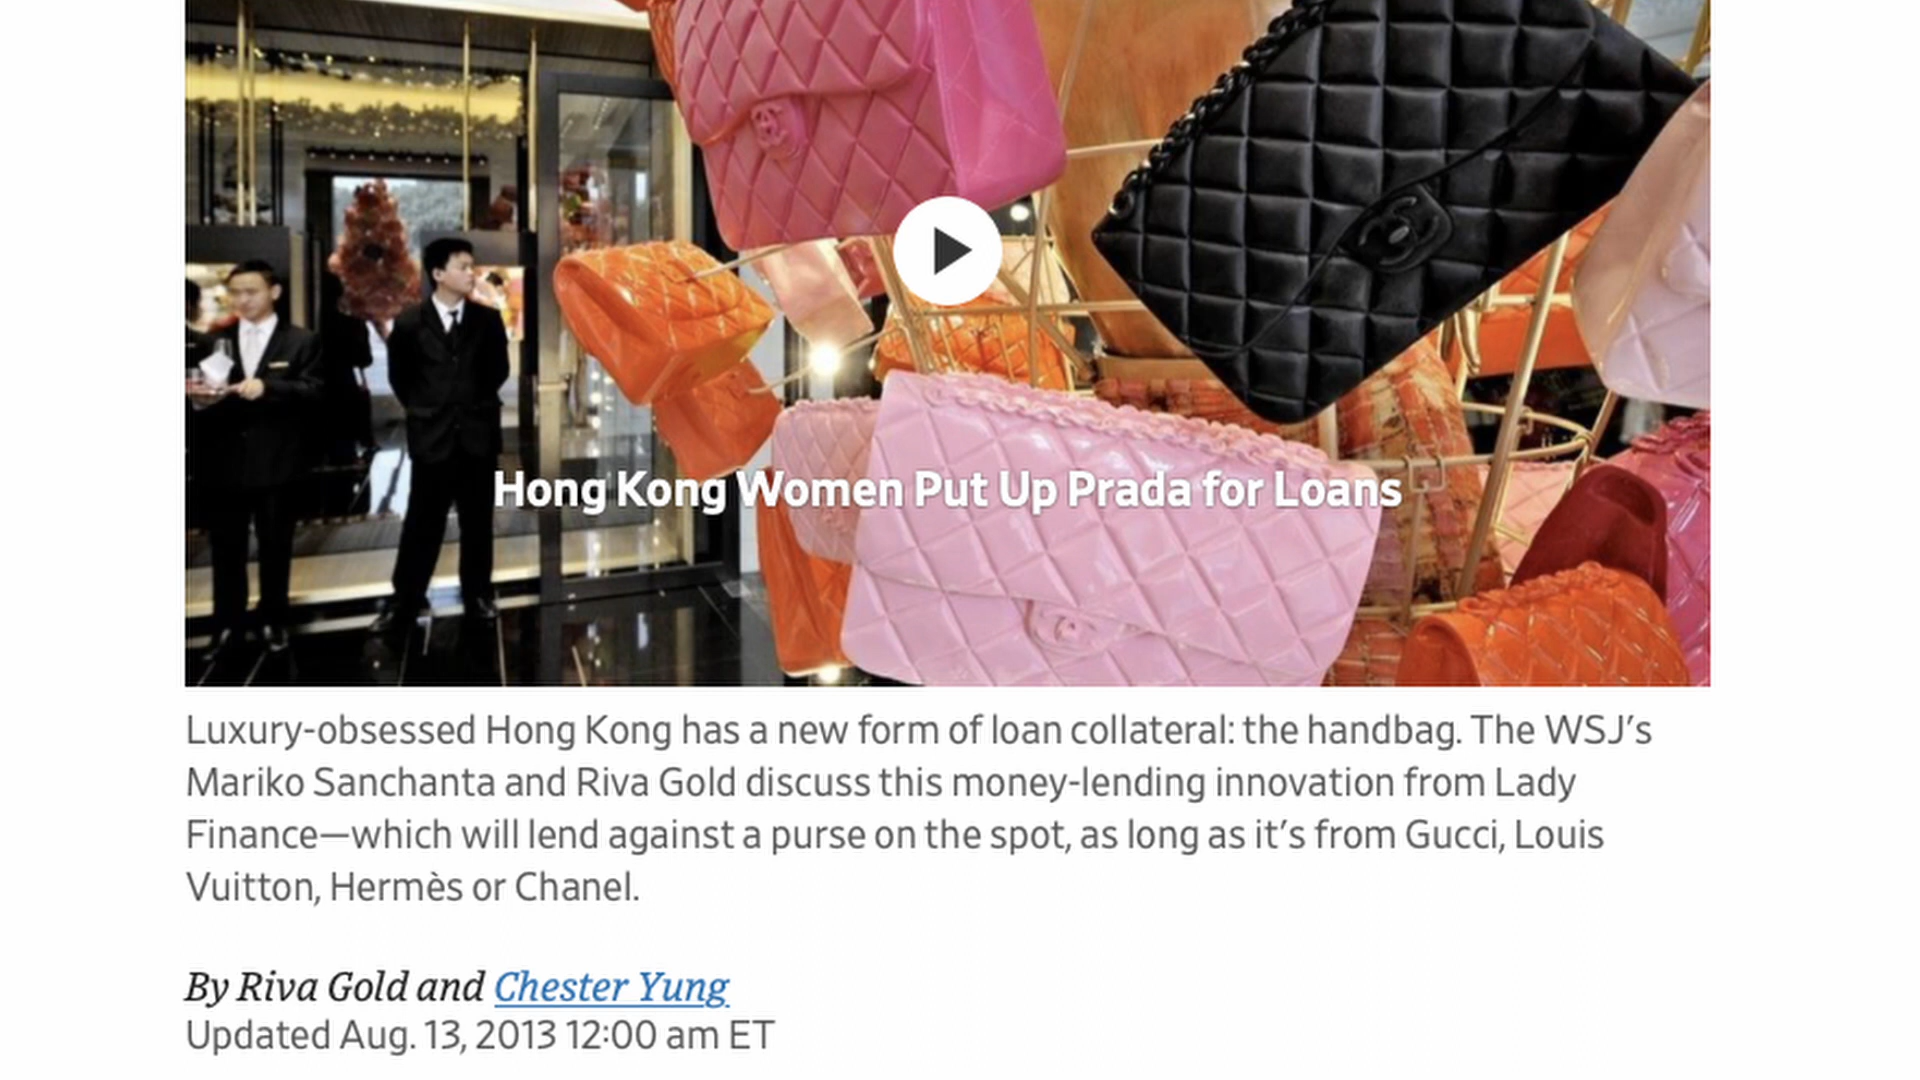 Hong Kong Women Put Up Prada for Loans
Luxury-obsessed Hong Kong has a new form of loan collateral: the handbag. The WSJ’s
Mariko Sanchanta and Riva Gold discuss this money-lending innovation from Lady
Finance—which will lend against a purse on the spot, as long as it’s from Gucci, Louis
Vuitton, Hermès or Chanel.
By Riva Gold and Chester Yung
Updated Aug. 13, 2013 12:00 am ET